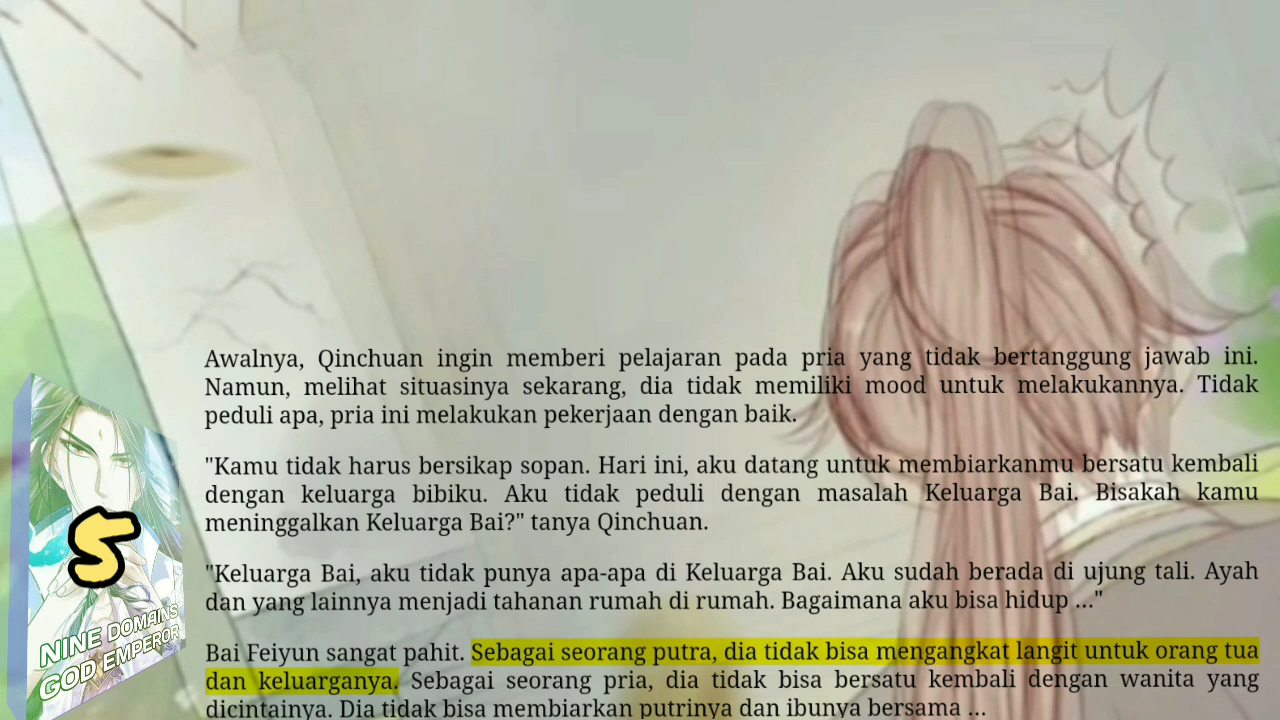 Awalnya, Qinchuan ingin memberi pelajaran pada pria yang tidak bertanggung jawab ini.
Namun, melihat situasinya sekarang, dia tidak memiliki mood untuk melakukannya. Tidak
peduli apa, pria ini melakukan pekerjaan dengan baik.
"Kamu tidak harus bersikap sopan. Hari ini, aku datang untuk membiarkanmu bersatu kembali
dengan keluarga bibiku. Aku tidak peduli dengan masalah Keluarga Bai. Bisakah kamu
meninggalkan Keluarga Bai?" tanya Qinchuan.
"Keluarga Bai, aku tidak punya apa-apa di Keluarga Bai. Aku sudah berada di ujung tali. Ayah
dan yang lainnya menjadi tahanan rumah di rumah. Bagaimana aku bisa hidup ..."
Bai Feiyun sangat pahit. Sebagai seorang putra, dia tidak bisa mengangkat langit untuk orang tua
dan keluarganya. Sebagai seorang pria, dia tidak bisa bersatu kembali dengan wanita yang
dicintainya. Dia tidak bisa membiarkan putrinya dan ibunya bersama ...
S
NINE DOMAINS
GOD EMPEROR